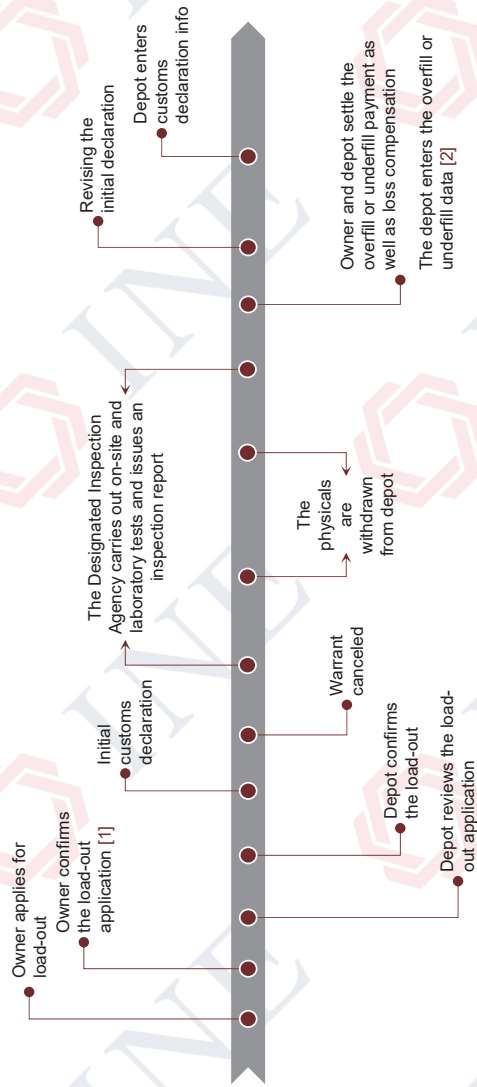 Owner applies for
load-out
Owner confirms
the load-out
application [1]
Depot reviews the load-
out application
Depot confirms
the load-out
Initial
customs
declaration
Warrant
canceled
The Designated Inspection
Agency carries out on-site and
laboratory tests and issues an
inspection report
The
physicals
are
withdrawn
from depot
Owner and depot settle the
overfill or underfill payment as
well as loss compensation
The depot enters the overfill or
underfill data [2]
Revising the
initial declaration
Depot enters
customs
declaration info
INE
INE
INE
INE